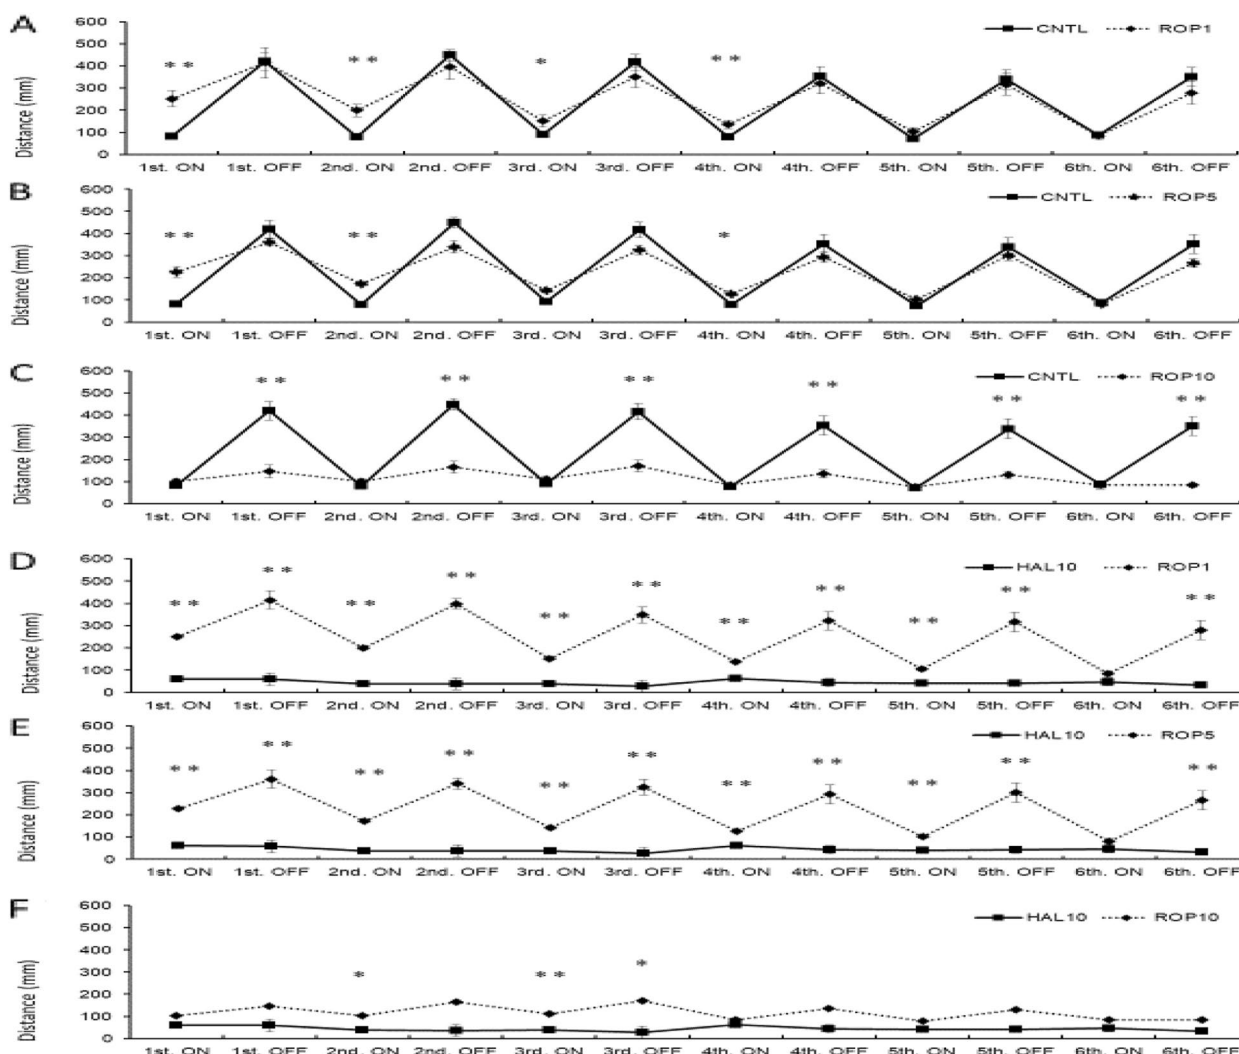 A
600
CNTL ROP1
500
** ** * **
400
300
200
100
0
Distance (mm)
1st. ON 1st. OFF 2nd. ON 2nd. OFF 3rd. ON 3rd. OFF 4th. ON 4th. OFF 5th. ON 5th. OFF 6th. ON 6th. OFF
B
600
CNTL ROP5
500
400
** ** *
300
200
100
0
Distance (mm)
1st. ON 1st. OFF 2nd. ON 2nd. OFF 3rd. ON 3rd. OFF 4th. ON 4th. OFF 5th. ON 5th. OFF 6th. ON 6th. OFF
C
600
CNTL ROP10
** ** ** ** ** **
500
400
300
200
100
0
Distance (mm)
1st. ON 1st. OFF 2nd. ON 2nd. OFF 3rd. ON 3rd. OFF 4th. ON 4th. OFF 5th. ON 5th. OFF 6th. ON 6th. OFF
D
600
HAL10 ROP1
** ** ** ** ** ** ** ** ** ** **
500
400
300
200
100
0
Distance (mm)
1st. ON 1st. OFF 2nd. ON 2nd. OFF 3rd. ON 3rd. OFF 4th. ON 4th. OFF 5th. ON 5th. OFF 6th. ON 6th. OFF
E
600
HAL10 ROP5
** ** ** ** ** ** ** ** ** ** **
500
400
300
200
100
0
Distance (mm)
1st. ON 1st. OFF 2nd. ON 2nd. OFF 3rd. ON 3rd. OFF 4th. ON 4th. OFF 5th. ON 5th. OFF 6th. ON 6th. OFF
F
600
HAL10 ROP10
500
400
300
* ** *
200
100
0
Distance (mm)
1st. ON 1st. OFF 2nd. ON 2nd. OFF 3rd. ON 3rd. OFF 4th. ON 4th. OFF 5th. ON 5th. OFF 6th. ON 6th. OFF